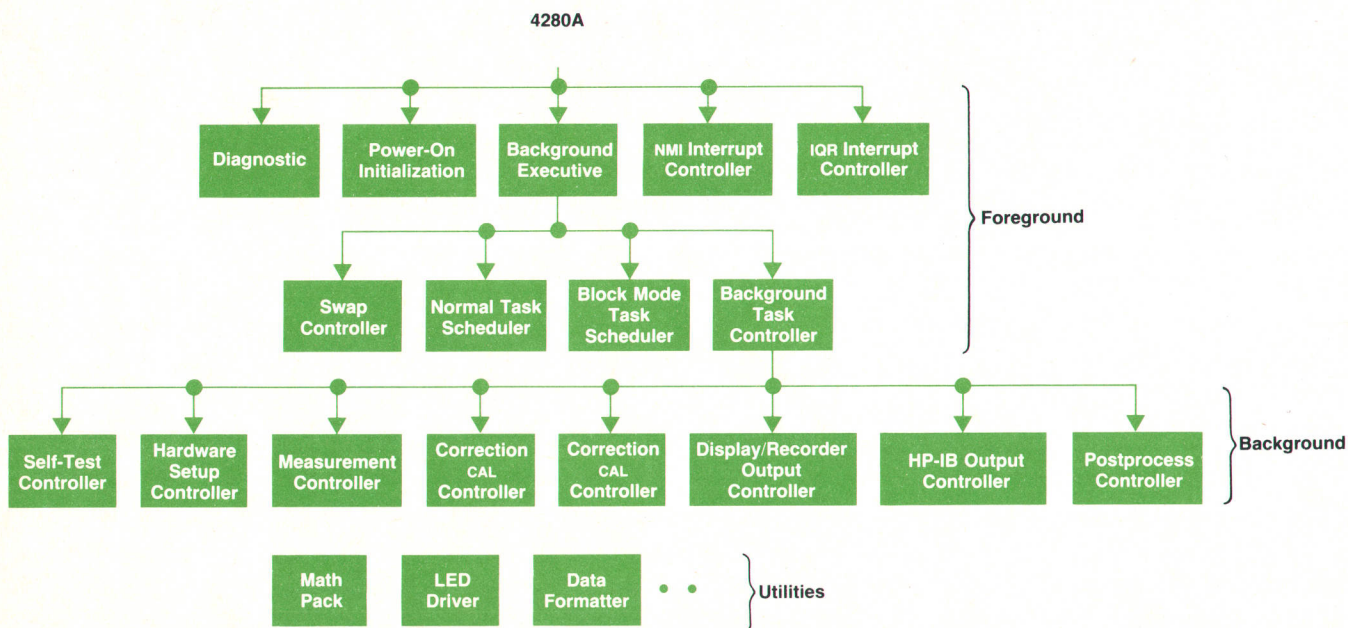 4280A
Diagnostic
Power-On
Initialization
Background
Executive
NMI Interrupt
Controller
IQR Interrupt
Controller
Foreground
Swap
Controller
Normal Task
Scheduler
Block Mode
Task
Scheduler
Background
Task
Controller
Self-Test
Controller
Hardware
Setup
Controller
Measurement
Controller
Correction
CAL
Controller
Correction
CAL
Controller
Display/Recorder
Output
Controller
HP-IB Output
Controller
Postprocess
Controller
Background
Math
Pack
LED
Driver
Data
Formatter
Utilities